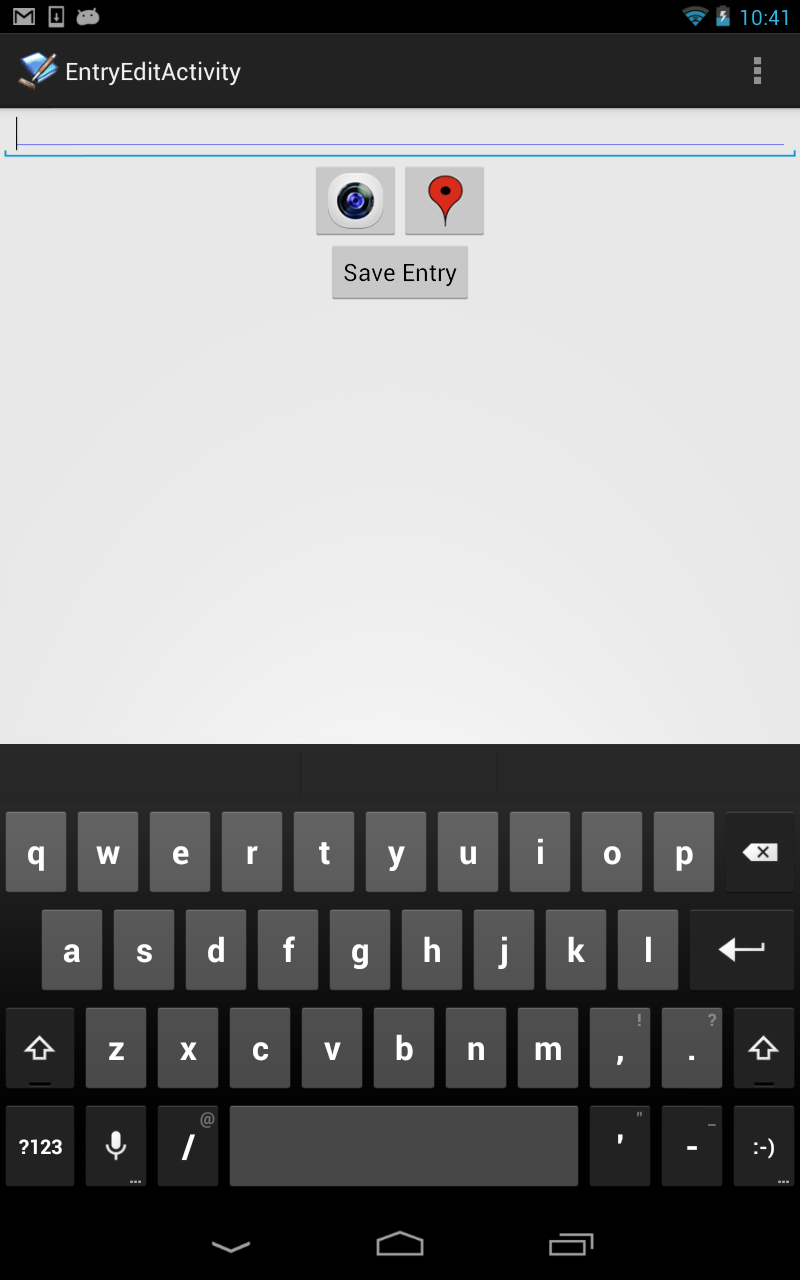 10:41
EntryEditActivity
Save Entry
q w e r t y u i o p
a s d f g h j k l
! ?
z x c v b n m , .
@ " _
?123 / ' - :-)
... ...